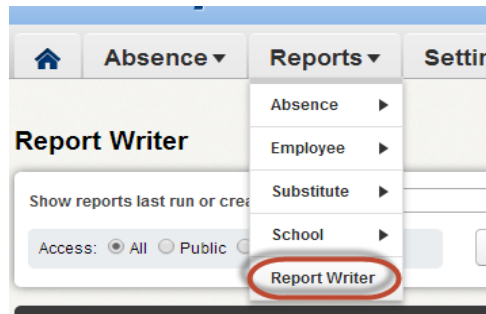 Absence▾ Reports▾ Settin
Absence ▶
Report Writer
Employee ▶
Substitute ▶
Show reports last run or crea
School ▶
Access: All Public
Report Writer